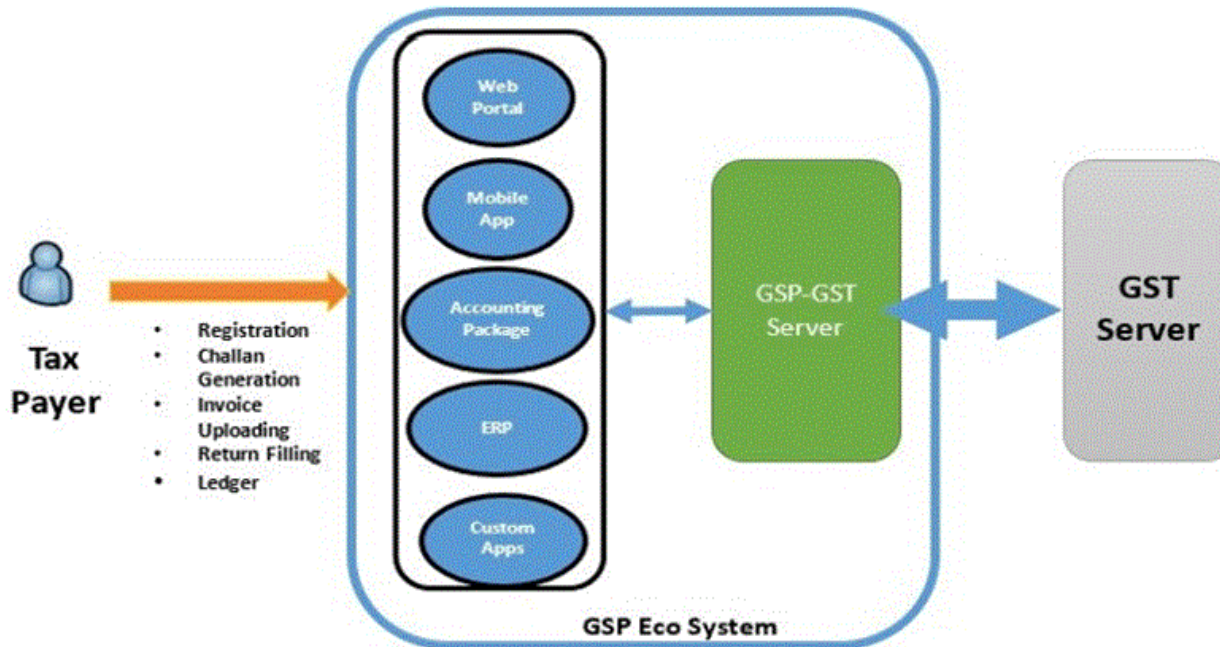 Tax
Payer
• Registration
• Challan
Generation
• Invoice
Uploading
• Return Filling
• Ledger
Web
Portal
Mobile
App
Accounting
Package
ERP
Custom
Apps
GSP-GST
Server
GST
Server
GSP Eco System